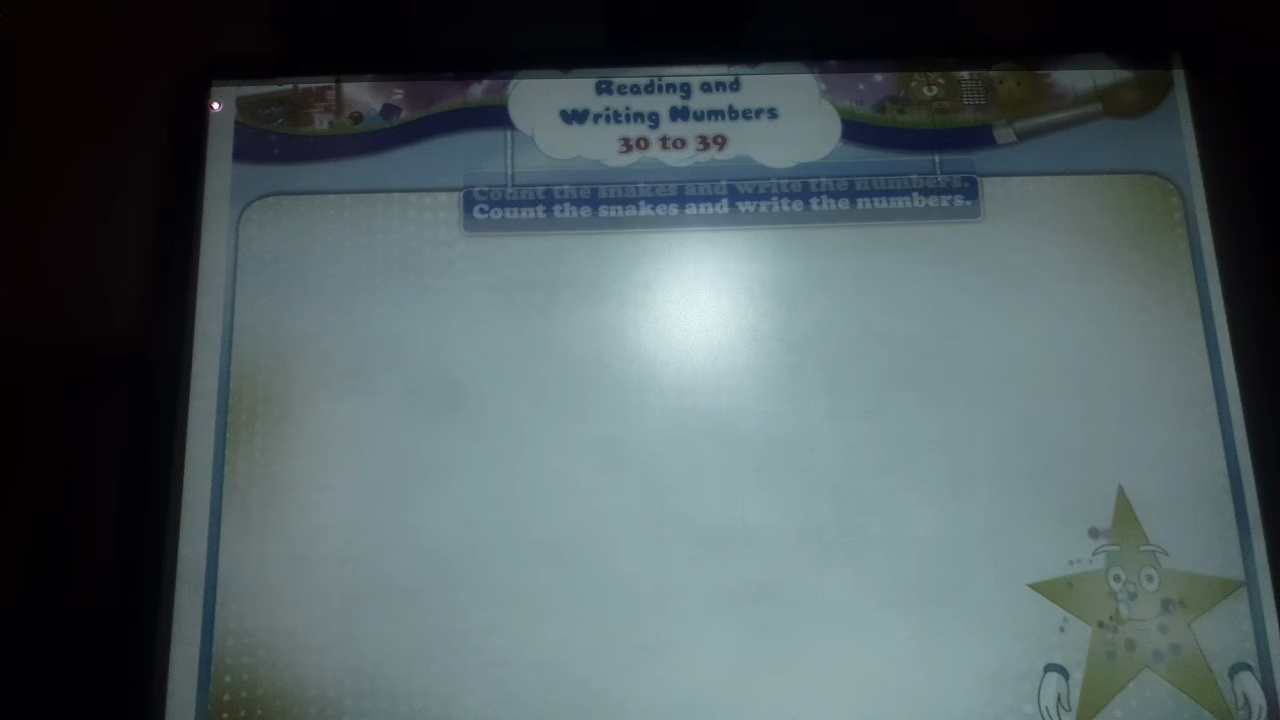 Reading and
Writing Numbers
30 to 39
Count the snakes and write the numbers.
Count the snakes and write the numbers.